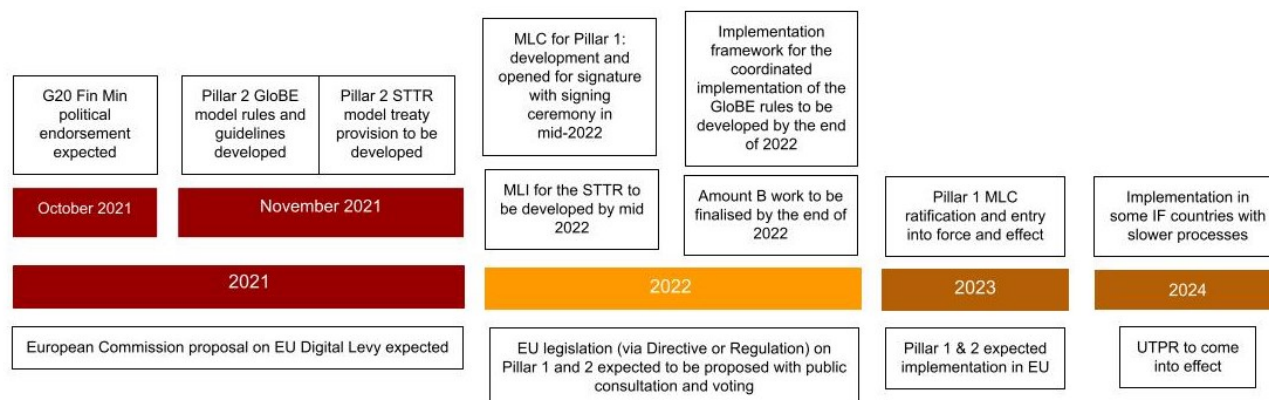 G20 Fin Min
political
endorsement
expected
Pillar 2 GloBE
model rules and
guidelines
developed
Pillar 2 STTR
model treaty
provision to be
developed
MLC for Pillar 1:
development and
opened for signature
with signing
ceremony in
mid-2022
Implementation
framework for the
coordinated
implementation of the
GloBE rules to be
developed by the end
of 2022
October 2021
November 2021
MLI for the STTR to
be developed by mid
2022
Amount B work to be
finalised by the end of
2022
Pillar 1 MLC
ratification and entry
into force and effect
Implementation in
some IF countries with
slower processes
2021
2022
2023
2024
European Commission proposal on EU Digital Levy expected
EU legislation (via Directive or Regulation) on
Pillar 1 and 2 expected to be proposed with public
consultation and voting
Pillar 1 & 2 expected
implementation in EU
UTPR to come
into effect